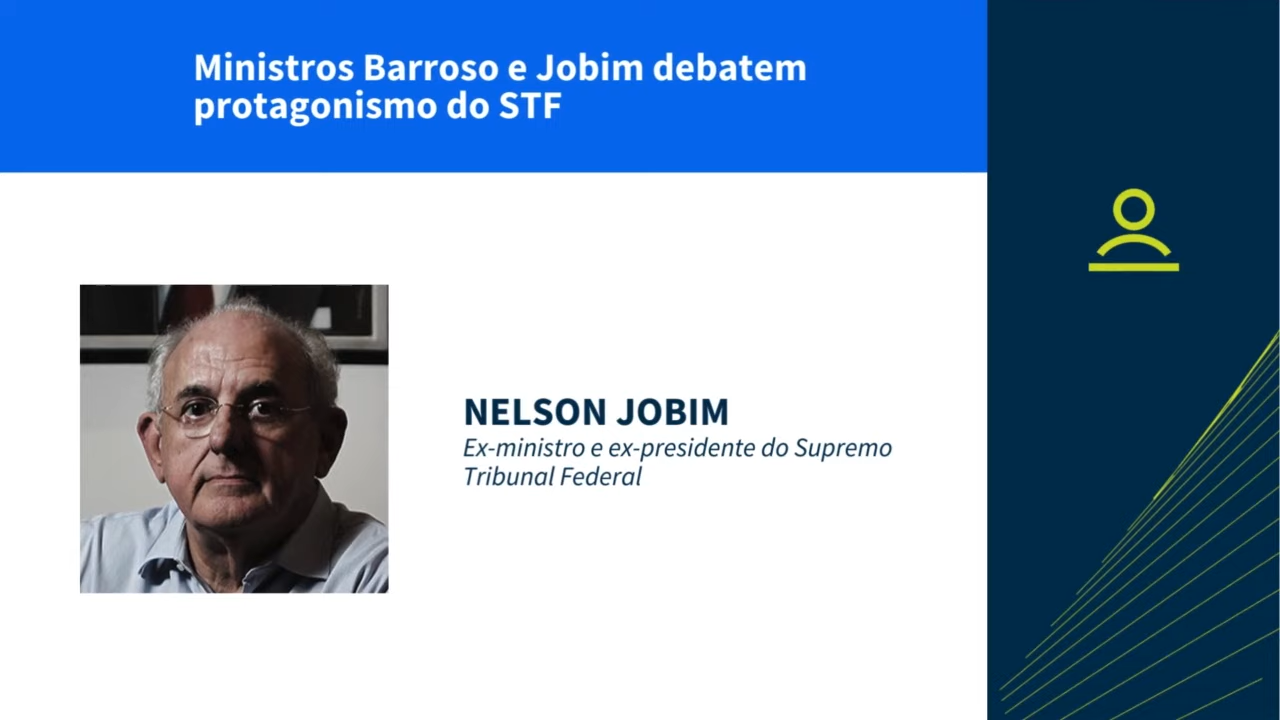 Ministros Barroso e Jobim debatem
protagonismo do STF
NELSON JOBIM
Ex-ministro e ex-presidente do Supremo
Tribunal Federal